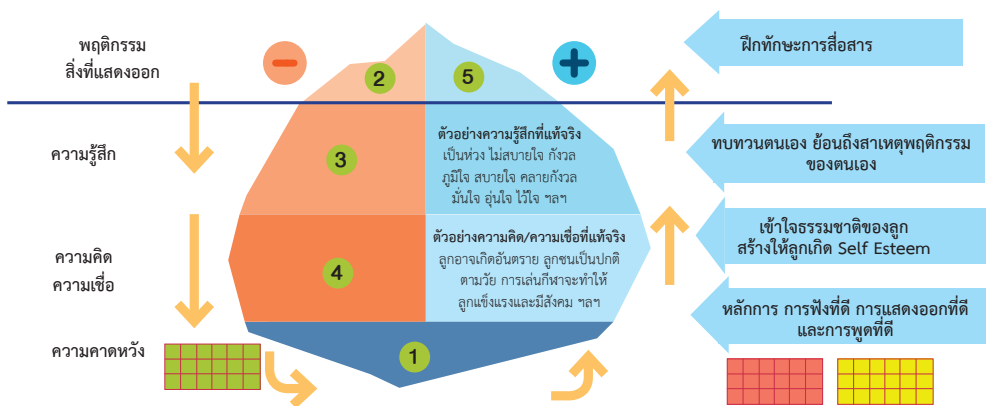 พฤติกรรม
สิ่งที่แสดงออก
2
5
ฝึกทักษะการสื่อสาร
ความรู้สึก
3
ตัวอย่างความรู้สึกที่แท้จริง
เป็นห่วง ไม่สบายใจ กังวล
ภูมิใจ สบายใจ คลายกังวล
มั่นใจ อุ่นใจ ไว้ใจ ฯลฯ
ทบทวนตนเอง ย้อนถึงสาเหตุพฤติกรรม
ของตนเอง
ความคิด
ความเชื่อ
4
ตัวอย่างความคิด/ความเชื่อที่แท้จริง
ลูกอาจเกิดอันตราย ลูกซนเป็นปกติ
ตามวัย การเล่นกีฬาจะทำให้
ลูกแข็งแรงและมีสังคม ฯลฯ
เข้าใจธรรมชาติของลูก
สร้างให้ลูกเกิด Self Esteem
ความคาดหวัง
1
หลักการ การฟังที่ดี การแสดงออกที่ดี
และการพูดที่ดี